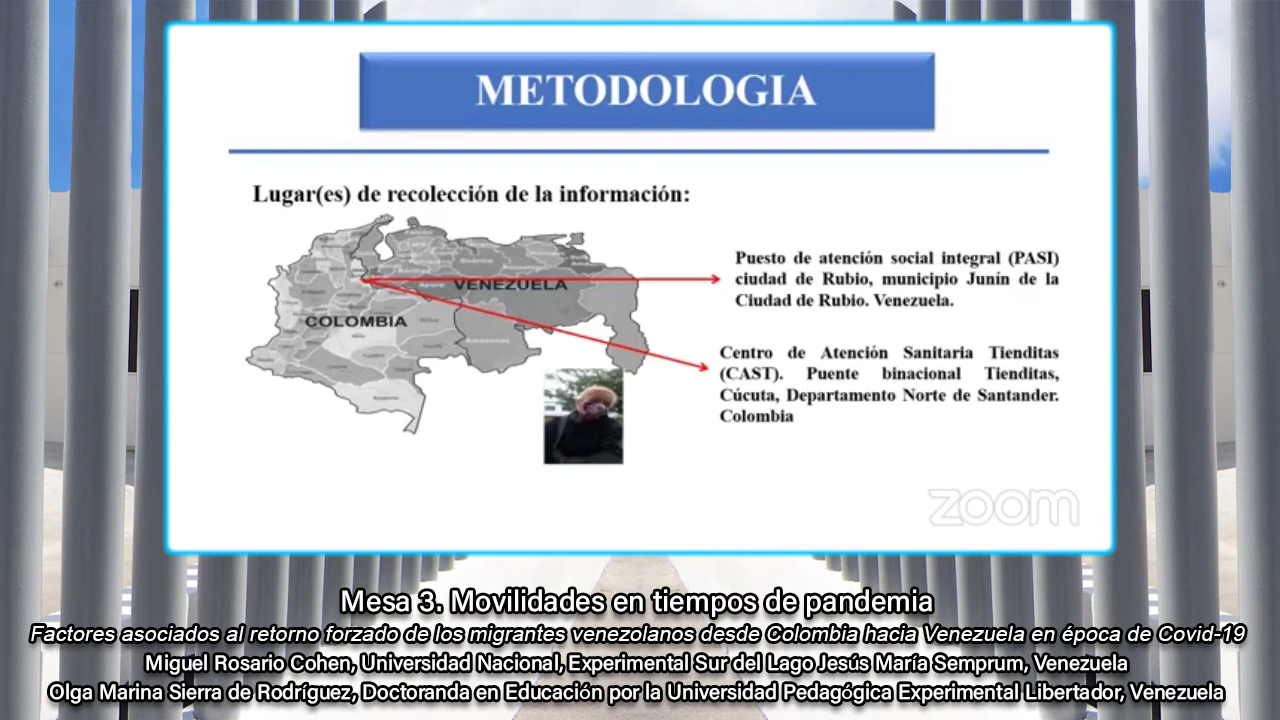 METODOLOGIA
Lugar(es) de recolección de la información:
VENEZUELA
COLOMBIA
Apure
Amazonas
Puesto de atención social integral (PASI)
ciudad de Rubio, municipio Junín de la
Ciudad de Rubio. Venezuela.
Centro de Atención Sanitaria Tienditas
(CAST). Puente binacional Tienditas,
Cúcuta, Departamento Norte de Santander.
Colombia
zoom
Mesa 3. Movilidades en tiempos de pandemia
Factores asociados al retorno forzado de los migrantes venezolanos desde Colombia hacia Venezuela en época de Covid-19
Miguel Rosario Cohen, Universidad Nacional, Experimental Sur del Lago Jesús María Semprum, Venezuela
Olga Marina Sierra de Rodríguez, Doctoranda en Educación por la Universidad Pedagógica Experimental Libertador, Venezuela